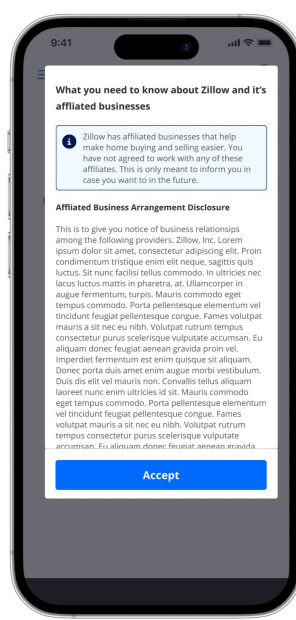 9:41
What you need to know about Zillow and it's
affliated businesses
Zillow has affiliated businesses that help
make home buying and selling easier. You
have not agreed to work with any of these
affiliates. This is only meant to inform you in
case you want to in the future.
Affliated Business Arrangement Disclosure
This is to give you notice of business relationsips
among the following providers. Zillow, Inc. Lorem
ipsum dolor sit amet, consectetur adipiscing elit. Proin
condimentum tristique enim elit neque, sagittis quis
luctus. Sit nunc facilisi tellus commodo. In ultricies nec
lacus luctus mattis in pharetra, at. Ullamcorper in
augue fermentum, turpis. Mauris commodo eget
tempus commodo. Porta pellentesque elementum vel
tincidunt feugiat pellentesque congue. Fames volutpat
mauris a sit nec eu nibh. Volutpat rutrum tempus
consectetur purus scelerisque vulputate accumsan. Eu
aliquam donec feugiat aenean gravida proin vel.
Imperdiet fermentum est enim quisque sit aliquam.
Donec porta duis amet enim augue morbi vestibulum.
Duis dis elit vel mauris non. Convallis tellus aliquam
laoreet nunc enim ultricies id sit. Mauris commodo
eget tempus commodo. Porta pellentesque elementum
vel tincidunt feugiat pellentesque congue. Fames
volutpat mauris a sit nec eu nibh. Volutpat rutrum
tempus consectetur purus scelerisque vulputate
accumsan. Eu aliquam donec feugiat aenean gravida
Accept